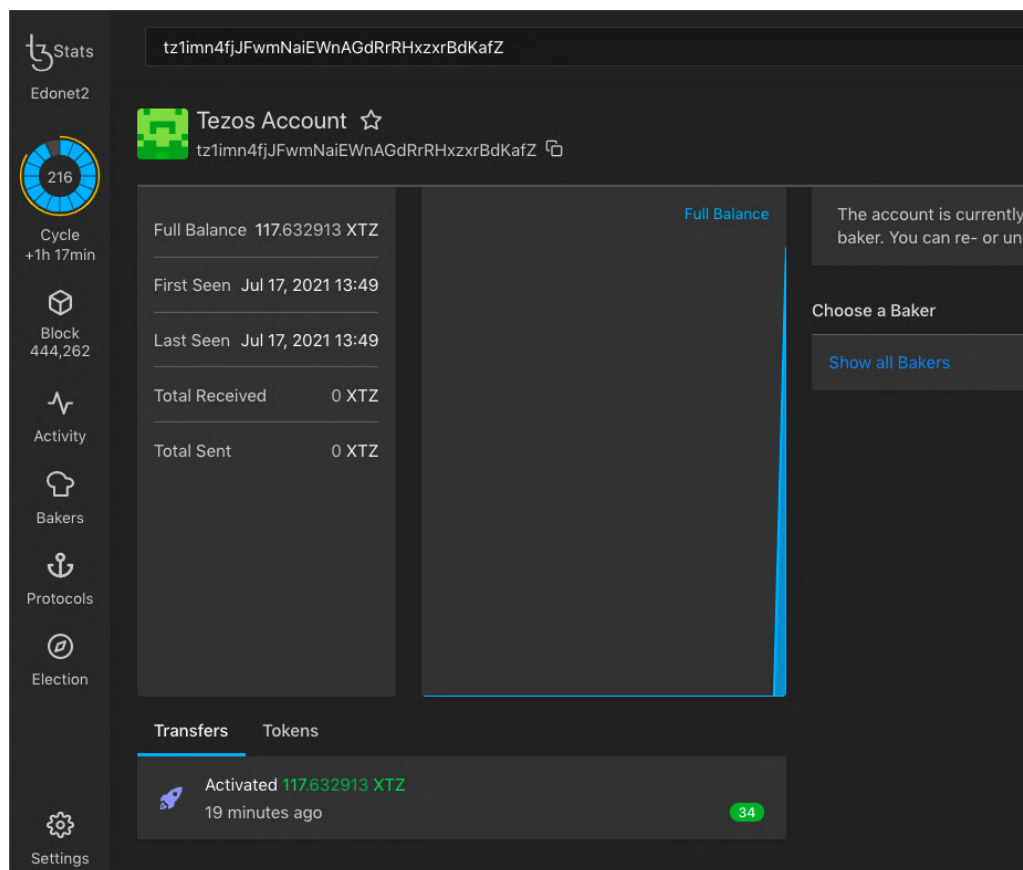 tz Stats
Edonet2
216
Cycle
+1h 17min
Block
444,262
Activity
Bakers
Protocols
Election
Settings
tz1imn4fjJFwmNaiEWnAGdRrRHxzxrBdKafZ
Tezos Account
tz1imn4fjJFwmNaiEWnAGdRrRHxzxrBdKafZ
Full Balance 117.632913 XTZ
First Seen Jul 17, 2021 13:49
Last Seen Jul 17, 2021 13:49
Total Received 0 XTZ
Total Sent 0 XTZ
Full Balance
The account is currently
baker. You can re- or un
Choose a Baker
Show all Bakers
Transfers Tokens
Activated 117.632913 XTZ
19 minutes ago
34